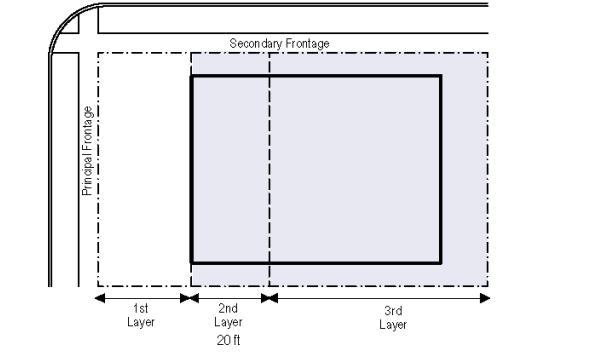 Secondary Frontage
Principal Frontage
1st
Layer
2nd
Layer
20 ft
3rd
Layer